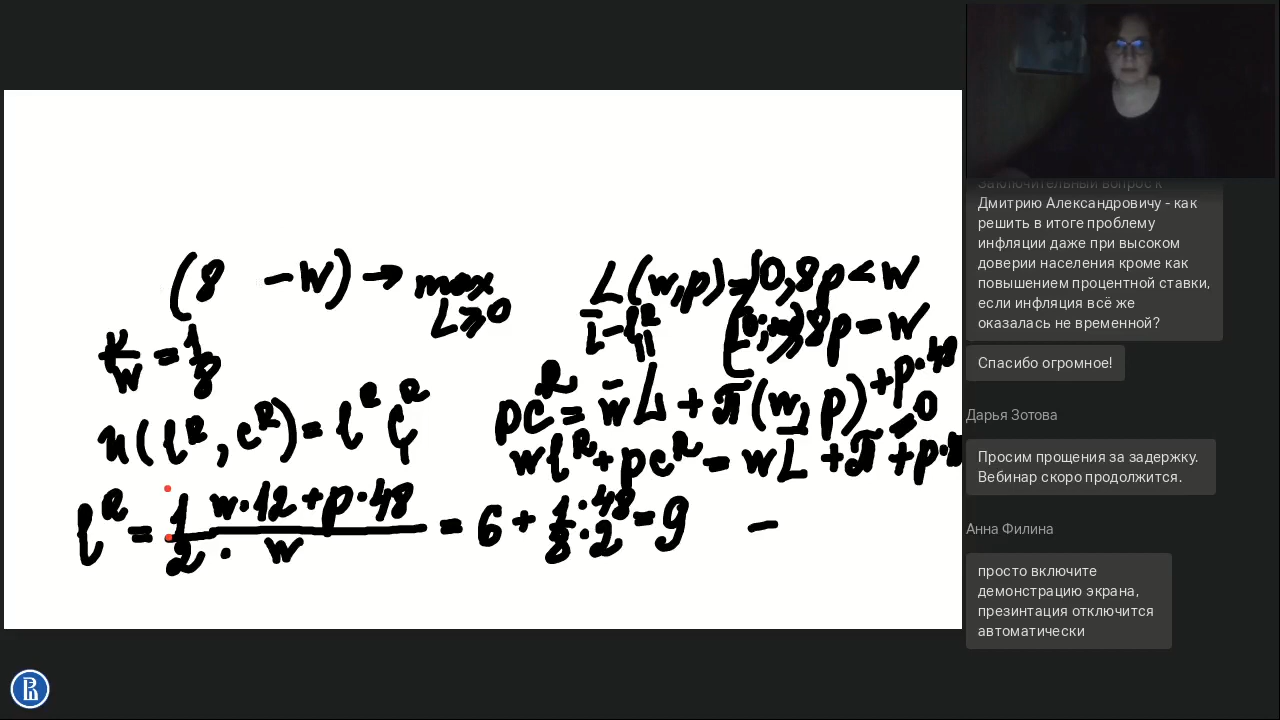 (8 - w) → max
L ≥ 0
p/w = 1/8
u(l^R, c^R) = l^R c^R
l^R = 1/2 · (w·12 + p·48)/w = 6 + 1/8 · 48/2 = 9 -
L(w,p) = 0, 8p < w
8p = w
pc^R = wL̄ + π(w, p) + p·48
= 0
wl^R + pc^R = wL̄ + π + p·
Заключительный вопрос к
Дмитрию Александровичу - как
решить в итоге проблему
инфляции даже при высоком
доверии населения кроме как
повышением процентной ставки,
если инфляция всё же
оказалась не временной?
Спасибо огромное!
Дарья Зотова
Просим прощения за задержку.
Вебинар скоро продолжится.
Анна Филина
просто включите
демонстрацию экрана,
презинтация отключится
автоматически